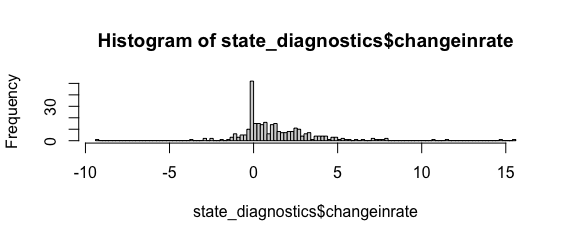 Histogram of state_diagnostics$changeinrate
Frequency
30
0
-10 -5 0 5 10 15
state_diagnostics$changeinrate